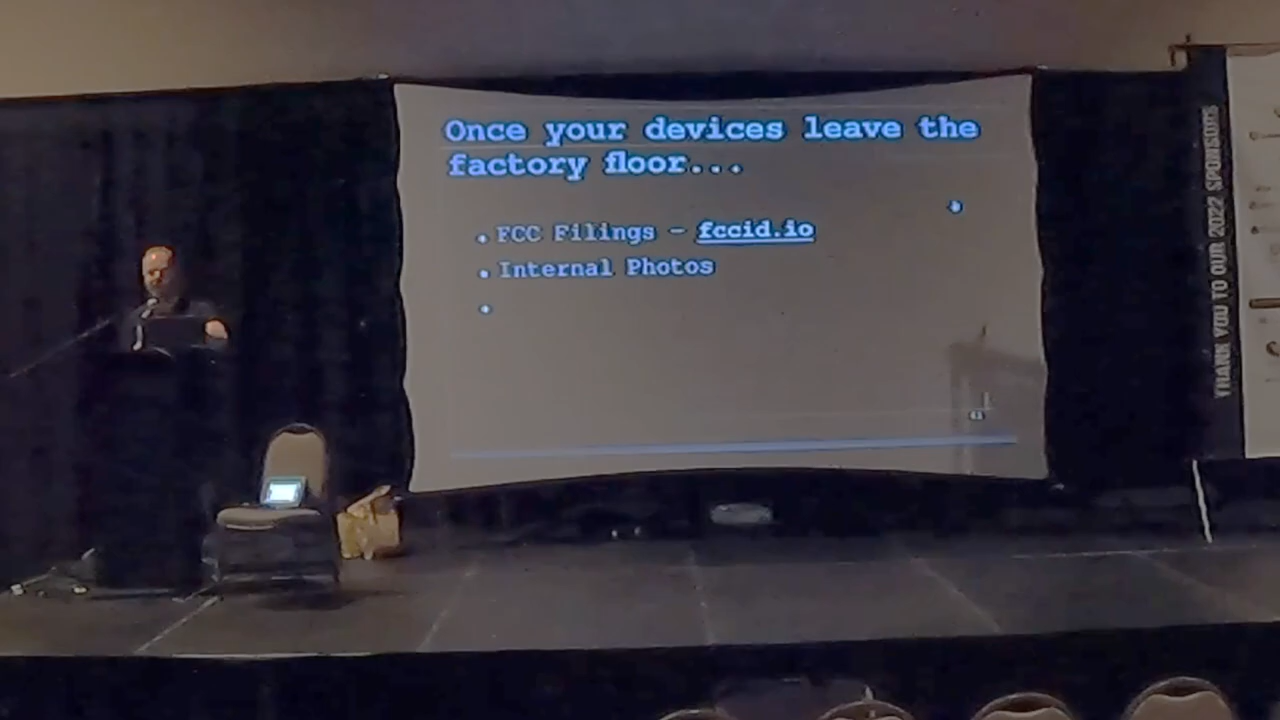 Once your devices leave the
factory floor...
• FCC Filings – fccid.io
• Internal Photos
•
THANK YOU TO OUR 2022 SPONSORS